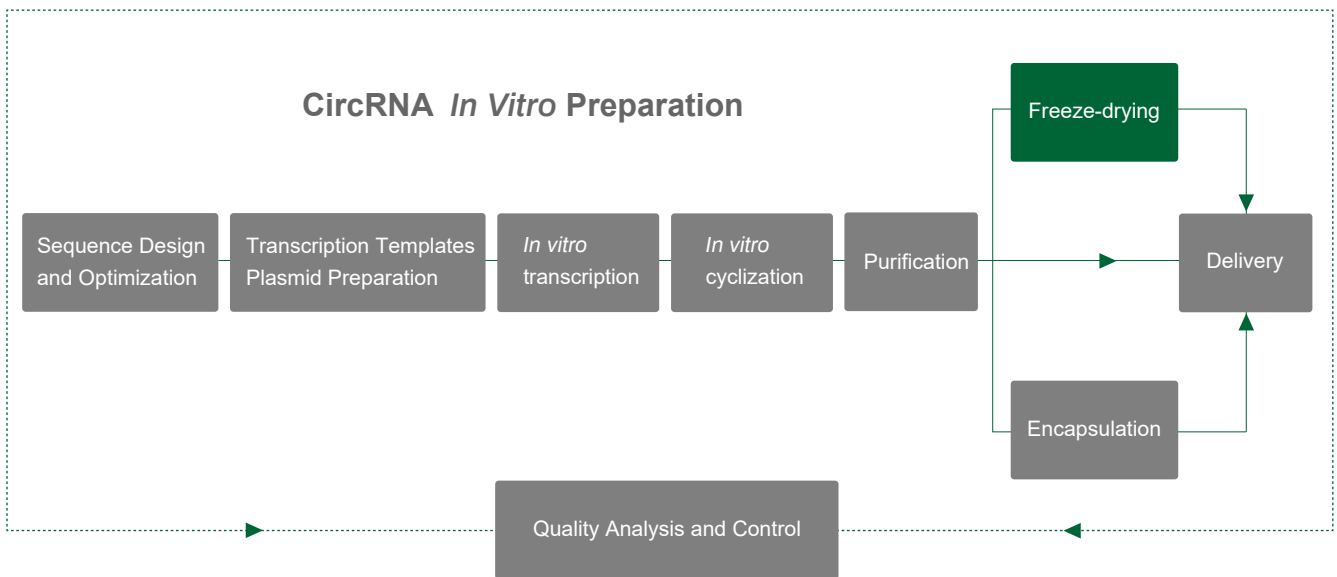 CircRNA In Vitro Preparation
Freeze-drying
Sequence Design
and Optimization
Transcription Templates
Plasmid Preparation
In vitro
transcription
In vitro
cyclization
Purification
Delivery
Encapsulation
Quality Analysis and Control